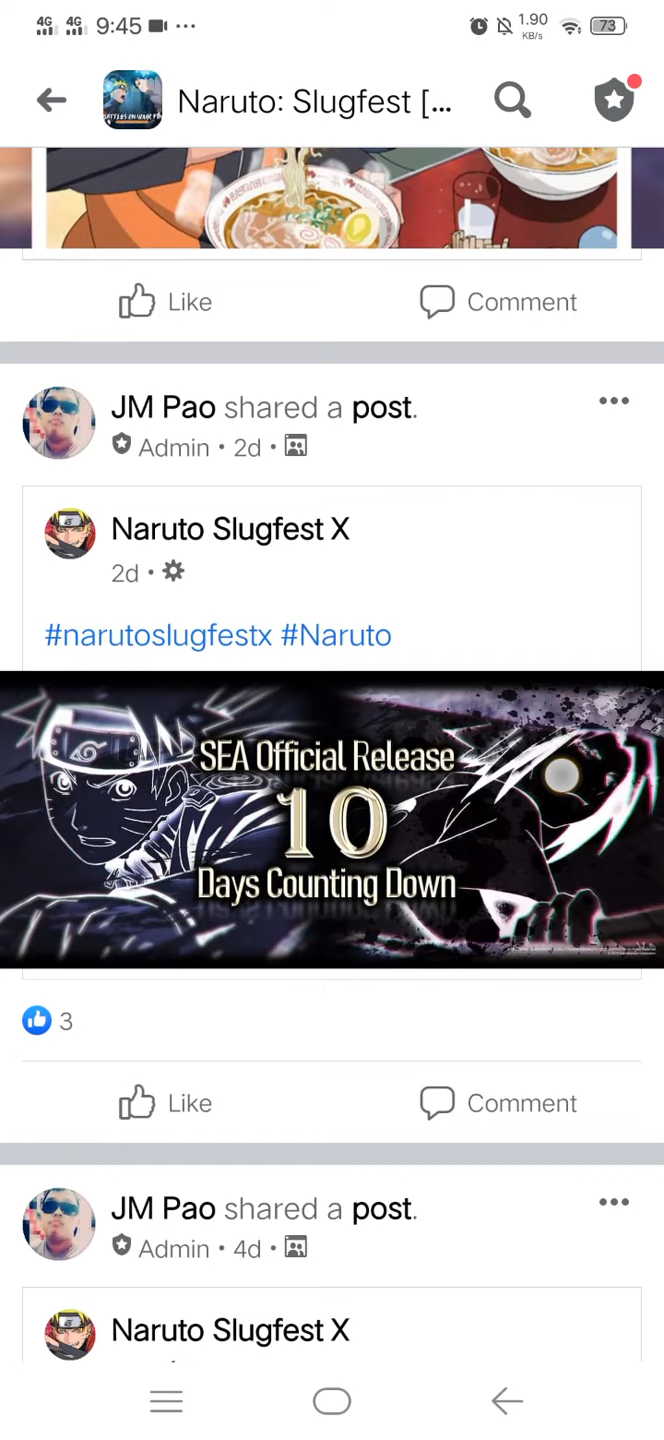 4G 4G 9:45 ... 1.90 KB/s 73
Naruto: Slugfest [...
Like Comment
JM Pao shared a post.
Admin • 2d •
Naruto Slugfest X
2d •
#narutoslugfestx #Naruto
SEA Official Release
10
Days Counting Down
3
Like Comment
JM Pao shared a post.
Admin • 4d •
Naruto Slugfest X